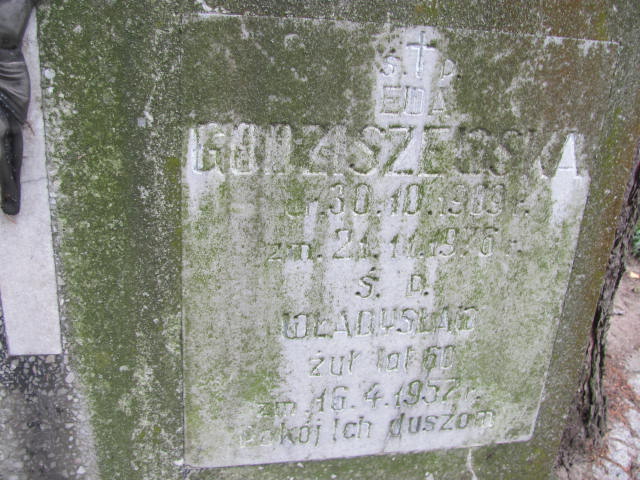 Ś. † p.
EDA
GORZISZEWSKA
ur. 30.10.1909 r.
zm. 21.11.1976 r.
Ś. P.
WŁADYSŁAW
żył lat 60
zm. 16.4.1957 r.
Pokój Ich duszom